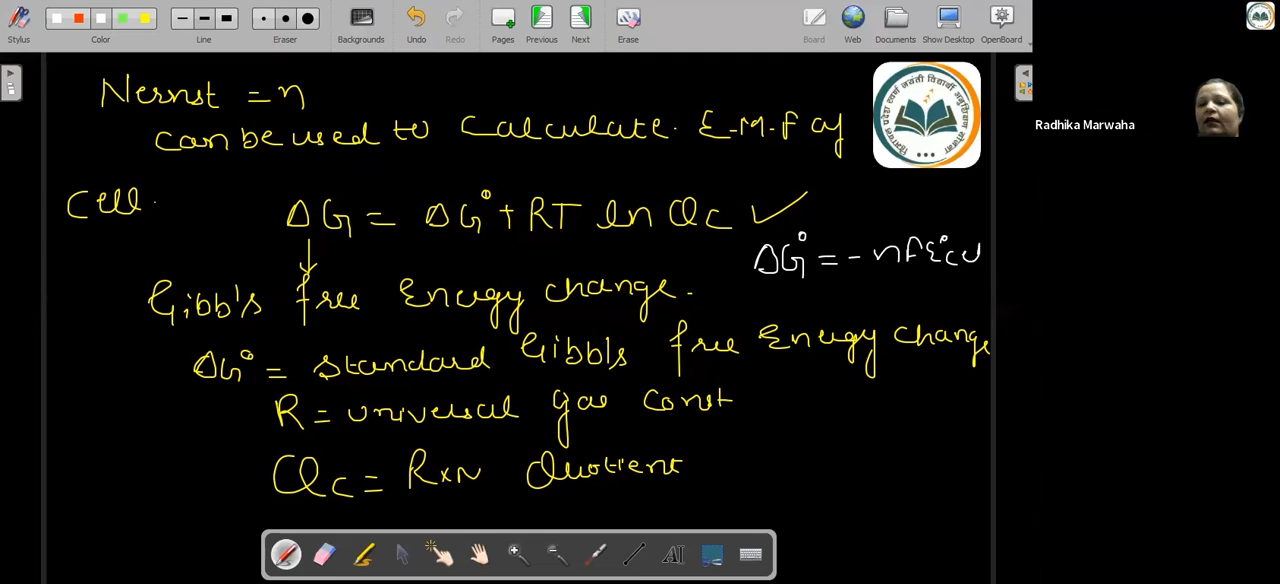 Stylus Color Line Eraser Backgrounds Undo Redo Pages Previous Next Erase Board Web Documents Show Desktop OpenBoard
Nernst = n
can be used to Calculate. E.M.F of
Cell.
ΔG = ΔG° + RT ln Qc ✓
ΔG° = - nFE°c
Gibb's free Energy change.
ΔG° = standard Gibb's free Energy Change
R = universal gas const
Qc = RxN Quotient
AI
Radhika Marwaha